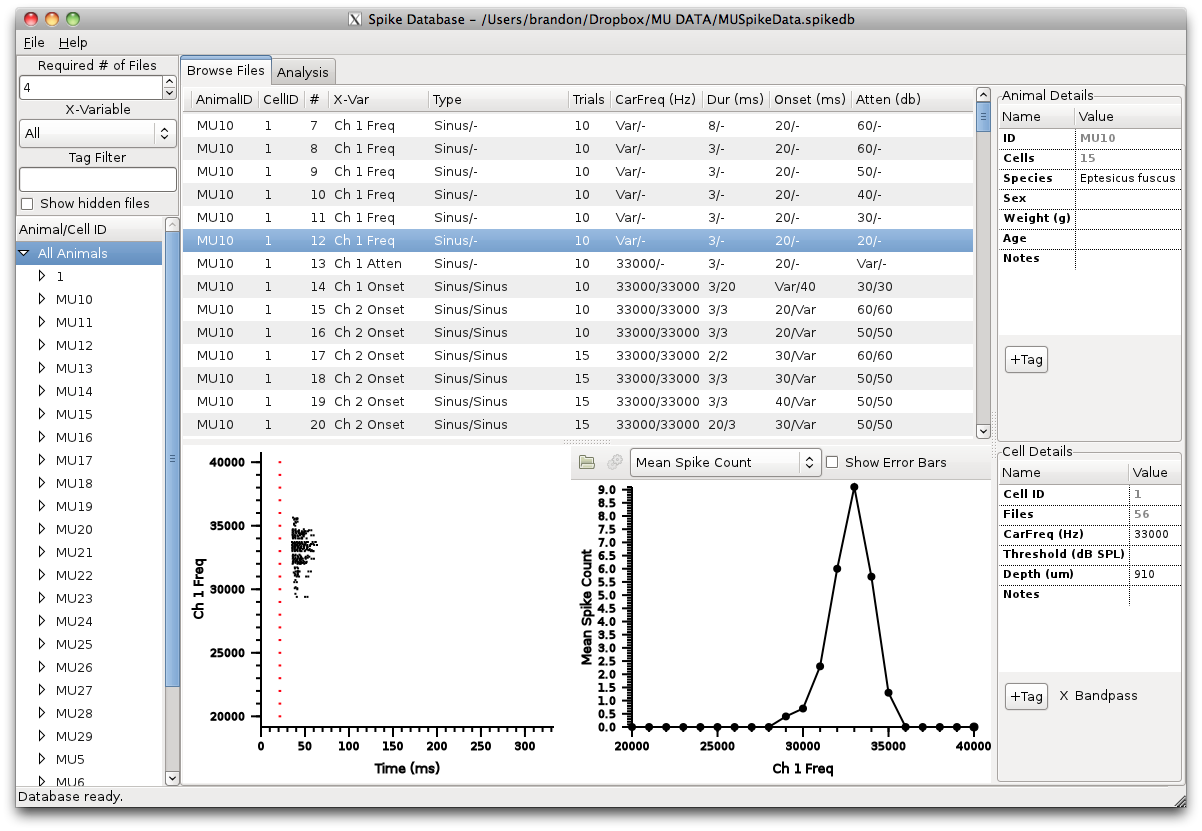 Spike Database – /Users/brandon/Dropbox/MU DATA/MUSpikeData.spikedb
File Help
Required # of Files
4
X-Variable
All
Tag Filter
Show hidden files
Animal/Cell ID
All Animals
1
MU10
MU11
MU12
MU13
MU14
MU15
MU16
MU17
MU18
MU19
MU20
MU21
MU22
MU23
MU24
MU25
MU26
MU27
MU28
MU29
MU5
MU6
Browse Files Analysis
AnimalID CellID # X-Var Type Trials CarFreq (Hz) Dur (ms) Onset (ms) Atten (db)
MU10 1 7 Ch 1 Freq Sinus/- 10 Var/- 8/- 20/- 60/-
MU10 1 8 Ch 1 Freq Sinus/- 10 Var/- 3/- 20/- 60/-
MU10 1 9 Ch 1 Freq Sinus/- 10 Var/- 3/- 20/- 50/-
MU10 1 10 Ch 1 Freq Sinus/- 10 Var/- 3/- 20/- 40/-
MU10 1 11 Ch 1 Freq Sinus/- 10 Var/- 3/- 20/- 30/-
MU10 1 12 Ch 1 Freq Sinus/- 10 Var/- 3/- 20/- 20/-
MU10 1 13 Ch 1 Atten Sinus/- 10 33000/- 3/- 20/- Var/-
MU10 1 14 Ch 1 Onset Sinus/Sinus 10 33000/33000 3/20 Var/40 30/30
MU10 1 15 Ch 2 Onset Sinus/Sinus 10 33000/33000 3/3 20/Var 60/60
MU10 1 16 Ch 2 Onset Sinus/Sinus 10 33000/33000 3/3 20/Var 50/50
MU10 1 17 Ch 2 Onset Sinus/Sinus 15 33000/33000 2/2 30/Var 60/60
MU10 1 18 Ch 2 Onset Sinus/Sinus 15 33000/33000 3/3 30/Var 50/50
MU10 1 19 Ch 2 Onset Sinus/Sinus 15 33000/33000 3/3 40/Var 50/50
MU10 1 20 Ch 2 Onset Sinus/Sinus 15 33000/33000 20/3 30/Var 50/50
40000
35000
30000
25000
20000
Ch 1 Freq
0 50 100 150 200 250 300
Time (ms)
Mean Spike Count Show Error Bars
9.0
8.5
8.0
7.5
7.0
6.5
6.0
5.5
5.0
4.5
4.0
3.5
3.0
2.5
2.0
1.5
1.0
0.5
0.0
Mean Spike Count
20000 25000 30000 35000 40000
Ch 1 Freq
Animal Details
Name Value
ID MU10
Cells 15
Species Eptesicus fuscus
Sex
Weight (g)
Age
Notes
+Tag
Cell Details
Name Value
Cell ID 1
Files 56
CarFreq (Hz) 33000
Threshold (dB SPL)
Depth (um) 910
Notes
+Tag X Bandpass
Database ready.